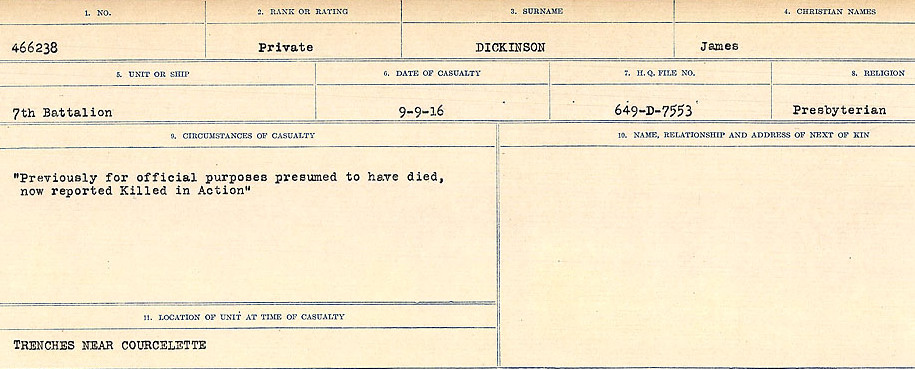 1. NO.
2. RANK OR RATING
3. SURNAME
4. CHRISTIAN NAMES
466238
Private
DICKINSON
James
5. UNIT OR SHIP
6. DATE OF CASUALTY
7. H. Q. FILE NO.
8. RELIGION
7th Battalion
9-9-16
649-D-7553
Presbyterian
9. CIRCUMSTANCES OF CASUALTY
"Previously for official purposes presumed to have died,
now reported Killed in Action"
10. NAME, RELATIONSHIP AND ADDRESS OF NEXT OF KIN
11. LOCATION OF UNIT AT TIME OF CASUALTY
TRENCHES NEAR COURCELETTE